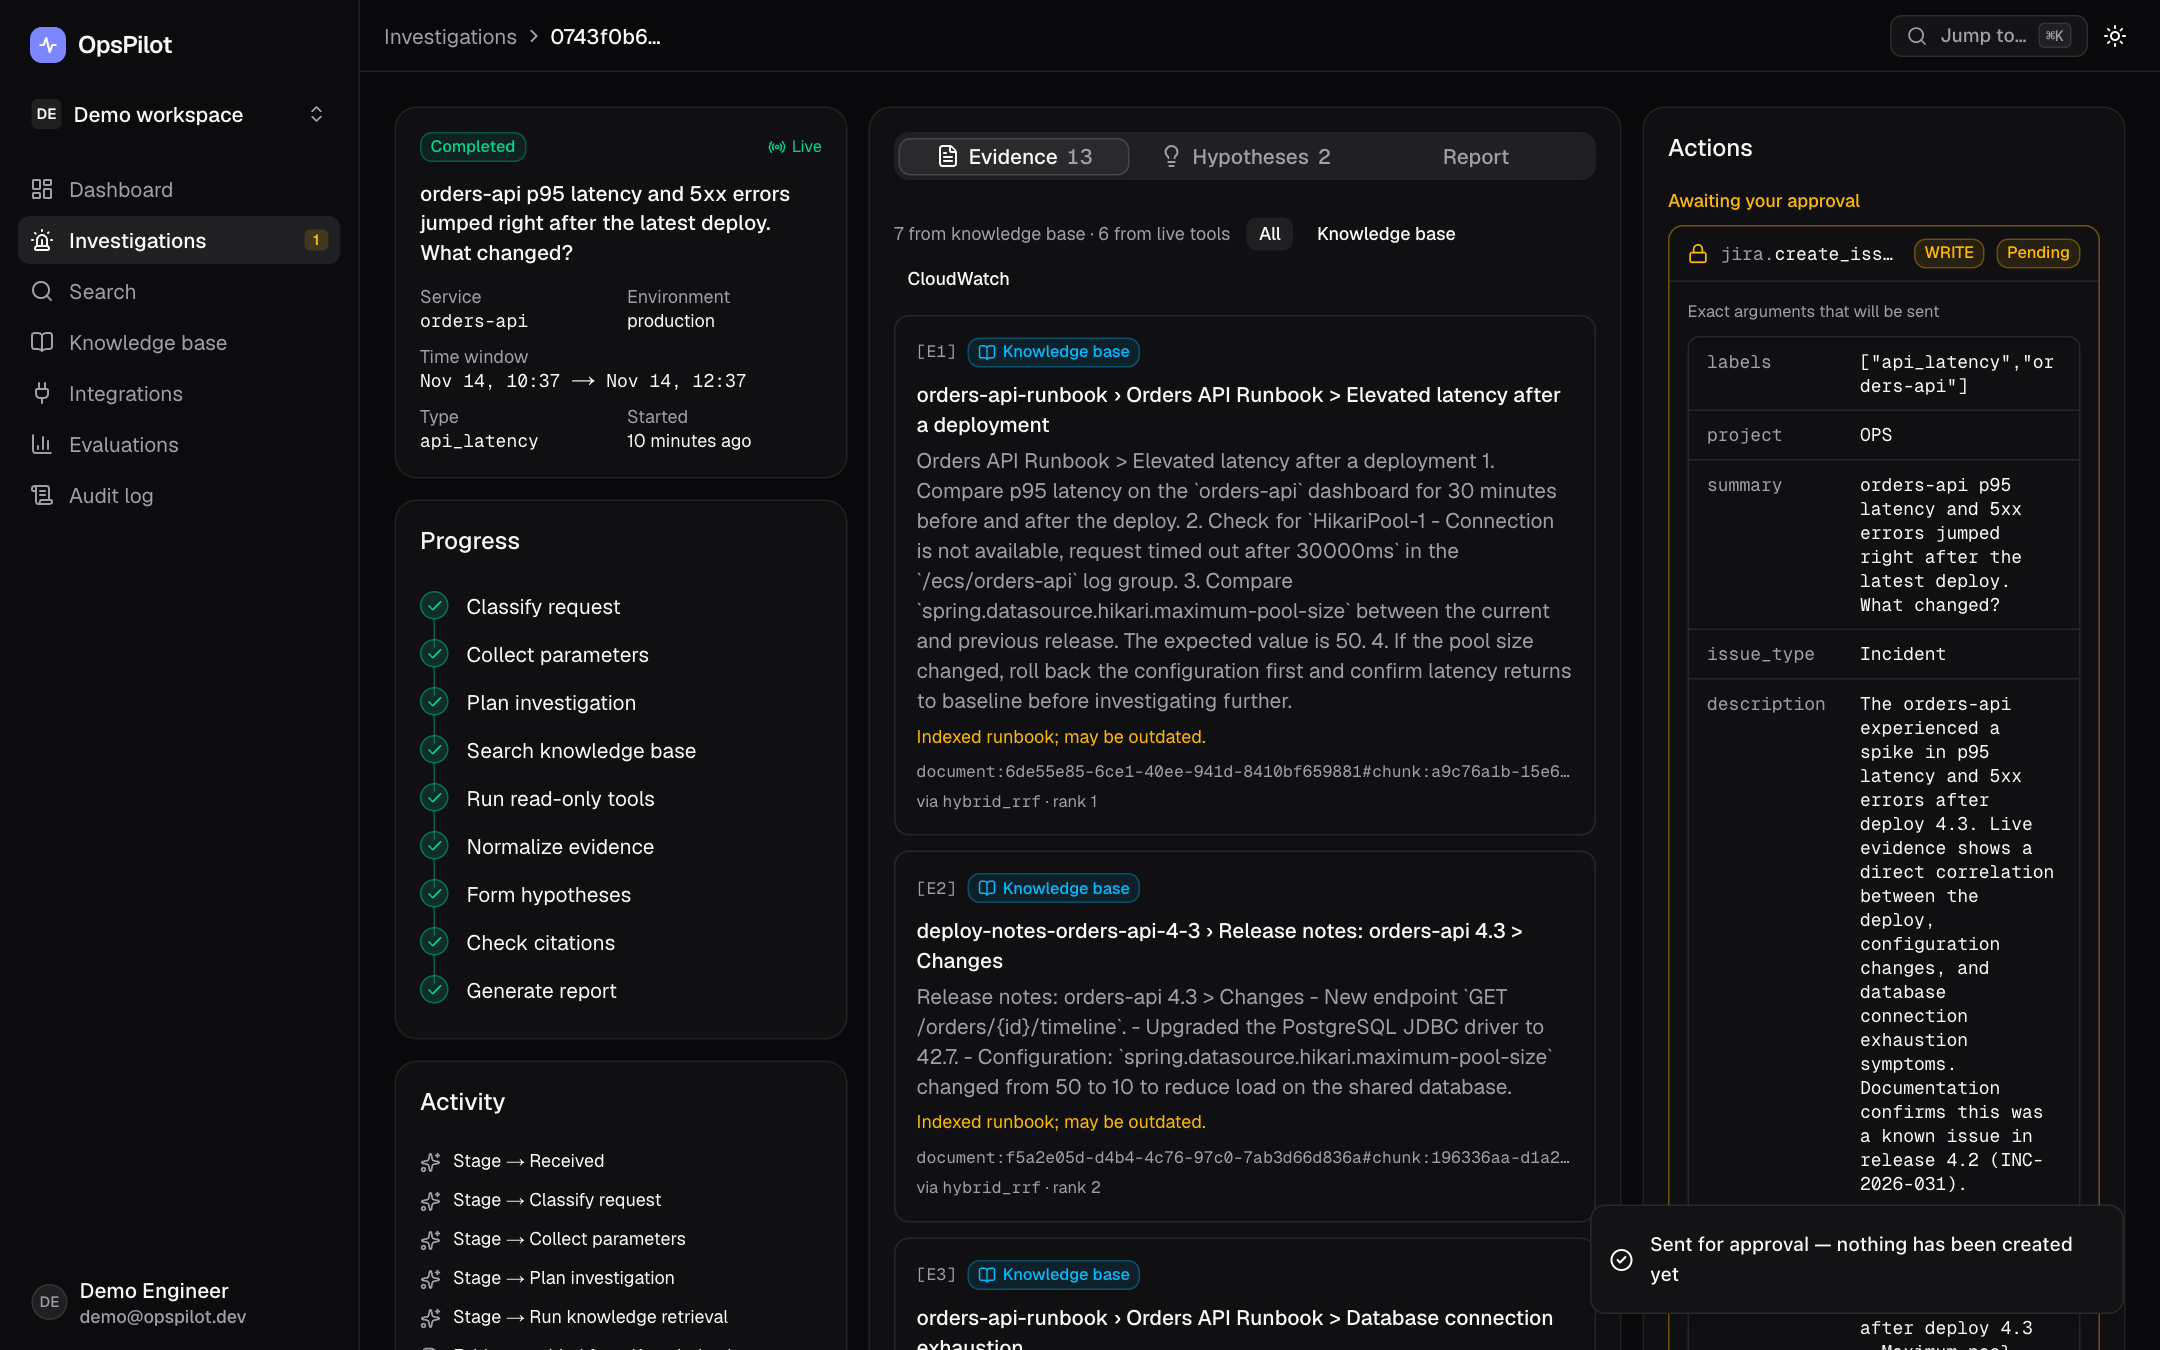 OpsPilot
DE Demo workspace
Dashboard
Investigations 1
Search
Knowledge base
Integrations
Evaluations
Audit log
DE Demo Engineer
demo@opspilot.dev
Investigations > 0743f0b6...
Jump to... ⌘K
Completed
Live
orders-api p95 latency and 5xx errors
jumped right after the latest deploy.
What changed?
Service Environment
orders-api production
Time window
Nov 14, 10:37 → Nov 14, 12:37
Type Started
api_latency 10 minutes ago
Progress
Classify request
Collect parameters
Plan investigation
Search knowledge base
Run read-only tools
Normalize evidence
Form hypotheses
Check citations
Generate report
Activity
Stage → Received
Stage → Classify request
Stage → Collect parameters
Stage → Plan investigation
Stage → Run knowledge retrieval
Evidence 13 Hypotheses 2 Report
7 from knowledge base · 6 from live tools All Knowledge base
CloudWatch
[E1] Knowledge base
orders-api-runbook › Orders API Runbook > Elevated latency after
a deployment
Orders API Runbook > Elevated latency after a deployment 1.
Compare p95 latency on the `orders-api` dashboard for 30 minutes
before and after the deploy. 2. Check for `HikariPool-1 - Connection
is not available, request timed out after 30000ms` in the
`/ecs/orders-api` log group. 3. Compare
`spring.datasource.hikari.maximum-pool-size` between the current
and previous release. The expected value is 50. 4. If the pool size
changed, roll back the configuration first and confirm latency returns
to baseline before investigating further.
Indexed runbook; may be outdated.
document:6de55e85-6ce1-40ee-941d-8410bf659881#chunk:a9c76a1b-15e6...
via hybrid_rrf · rank 1
[E2] Knowledge base
deploy-notes-orders-api-4-3 › Release notes: orders-api 4.3 >
Changes
Release notes: orders-api 4.3 > Changes - New endpoint `GET
/orders/{id}/timeline`. - Upgraded the PostgreSQL JDBC driver to
42.7. - Configuration: `spring.datasource.hikari.maximum-pool-size`
changed from 50 to 10 to reduce load on the shared database.
Indexed runbook; may be outdated.
document:f5a2e05d-d4b4-4c76-97c0-7ab3d66d836a#chunk:196336aa-d1a2...
via hybrid_rrf · rank 2
[E3] Knowledge base
orders-api-runbook › Orders API Runbook > Database connection
exhaustion
Actions
Awaiting your approval
jira.create_iss... WRITE Pending
Exact arguments that will be sent
labels ["api_latency","or
ders-api"]
project OPS
summary orders-api p95
latency and 5xx
errors jumped
right after the
latest deploy.
What changed?
issue_type Incident
description The orders-api
experienced a
spike in p95
latency and 5xx
errors after
deploy 4.3. Live
evidence shows a
direct correlation
between the
deploy,
configuration
changes, and
database
connection
exhaustion
symptoms.
Documentation
confirms this was
a known issue in
release 4.2 (INC-
2026-031).
Sent for approval — nothing has been created
yet
after deploy 4.3